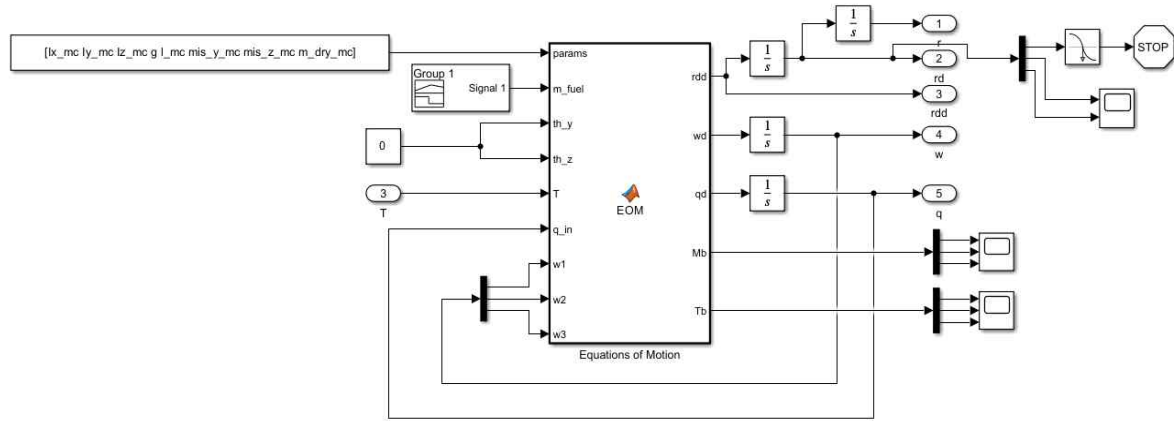 [Ix_mc Iy_mc Iz_mc g l_mc mis_y_mc mis_z_mc m_dry_mc]
Group 1
Signal 1
0
3
T
params
m_fuel
th_y
th_z
T
q_in
w1
w2
w3
EOM
rdd
wd
qd
Mb
Tb
Equations of Motion
1
s
1
s
1
s
1
s
1
r
2
rd
3
rdd
4
w
5
q
STOP